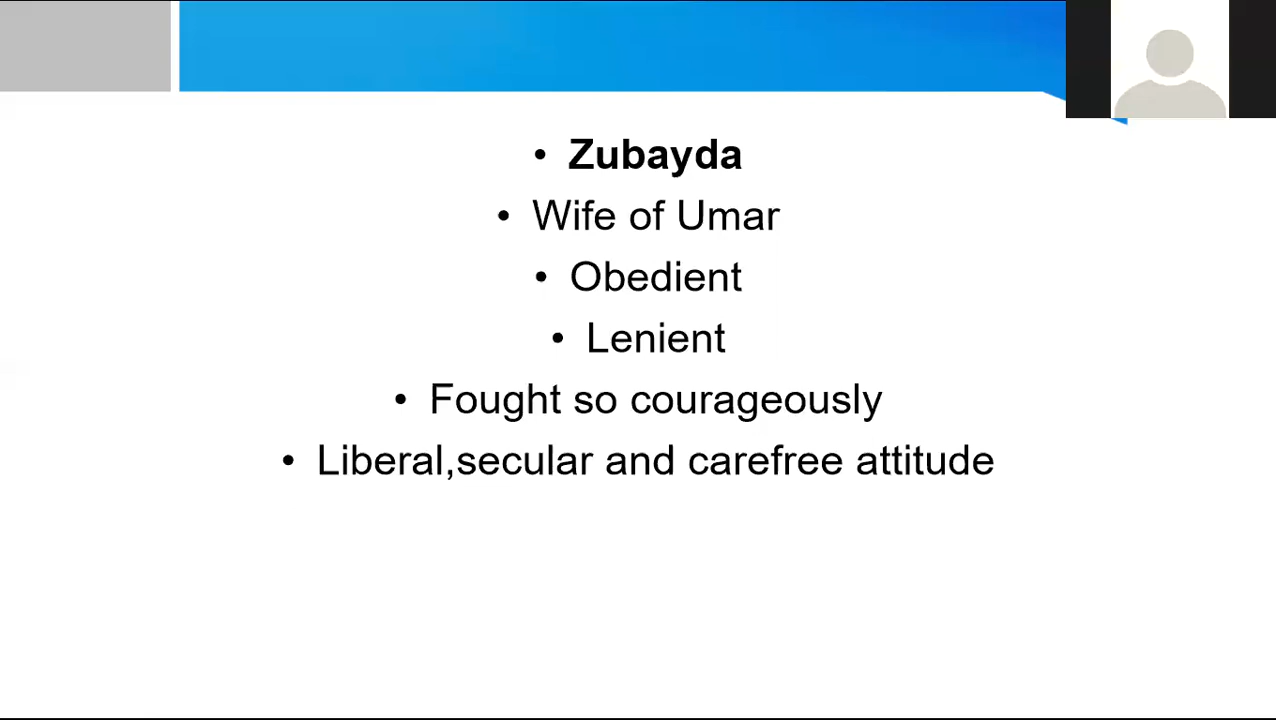 • Zubayda
• Wife of Umar
• Obedient
• Lenient
• Fought so courageously
• Liberal,secular and carefree attitude